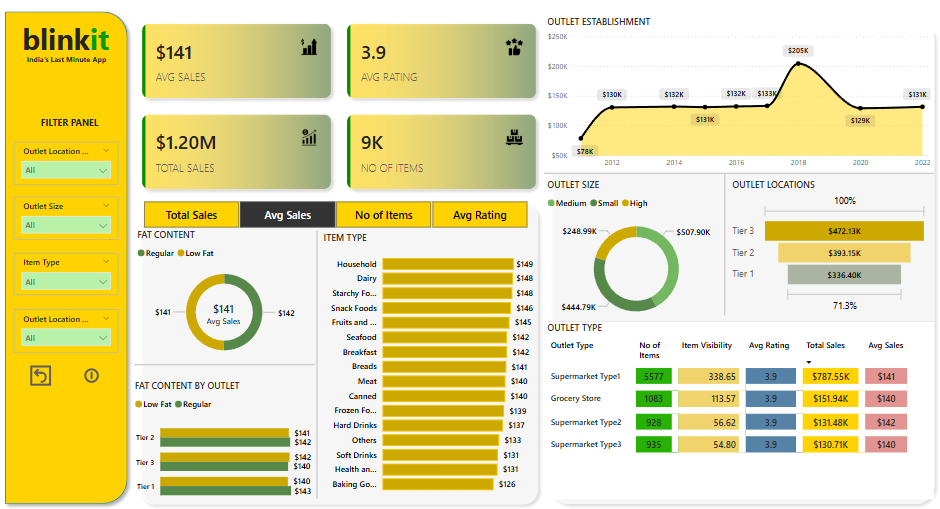 blinkit
India's Last Minute App
FILTER PANEL
Outlet Location ...
All
Outlet Size
All
Item Type
All
Outlet Location ...
All
$141
AVG SALES
3.9
AVG RATING
$1.20M
TOTAL SALES
9K
NO OF ITEMS
Total Sales
Avg Sales
No of Items
Avg Rating
FAT CONTENT
Regular Low Fat
$141
$141
Avg Sales
$142
FAT CONTENT BY OUTLET
Low Fat Regular
Tier 2 $141
$142
Tier 3 $142
$140
Tier 1 $140
$143
ITEM TYPE
Household $149
Dairy $148
Starchy Fo... $148
Snack Foods $146
Fruits and ... $145
Seafood $142
Breakfast $142
Breads $141
Meat $140
Canned $140
Frozen Fo... $139
Hard Drinks $137
Others $133
Soft Drinks $131
Health an... $131
Baking Go... $126
OUTLET ESTABLISHMENT
$250K
$200K
$150K
$100K
$50K
$78K
$130K
$132K
$131K
$132K
$133K
$205K
$129K
$131K
2012 2014 2016 2018 2020 2022
OUTLET SIZE
Medium Small High
$248.99K
$507.90K
$444.79K
OUTLET LOCATIONS
100%
Tier 3 $472.13K
Tier 2 $393.15K
Tier 1 $336.40K
71.3%
OUTLET TYPE
Outlet Type No of Items Item Visibility Avg Rating Total Sales Avg Sales
Supermarket Type1 5577 338.65 3.9 $787.55K $141
Grocery Store 1083 113.57 3.9 $151.94K $140
Supermarket Type2 928 56.62 3.9 $131.48K $142
Supermarket Type3 935 54.80 3.9 $130.71K $140